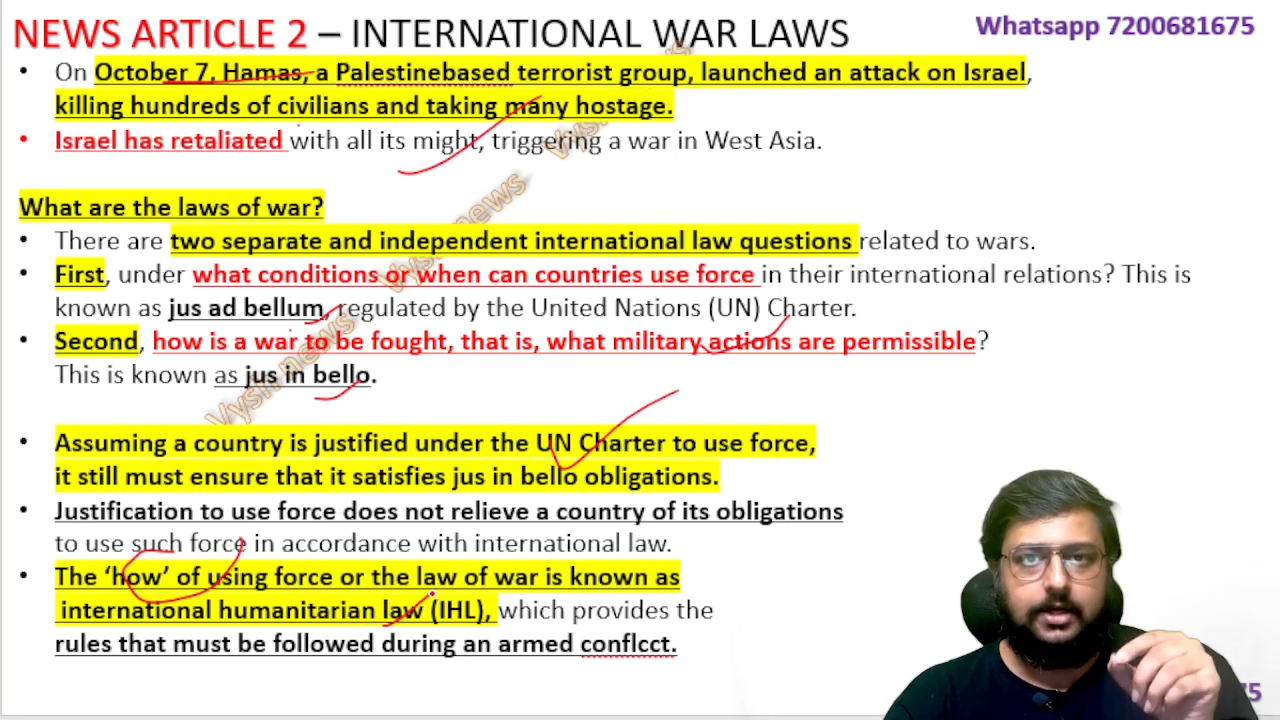 NEWS ARTICLE 2 – INTERNATIONAL WAR LAWS
Whatsapp 7200681675
• On October 7, Hamas, a Palestinebased terrorist group, launched an attack on Israel,
killing hundreds of civilians and taking many hostage.
• Israel has retaliated with all its might, triggering a war in West Asia.
Vysh news
What are the laws of war?
• There are two separate and independent international law questions related to wars.
• First, under what conditions or when can countries use force in their international relations? This is
known as jus ad bellum, regulated by the United Nations (UN) Charter.
• Second, how is a war to be fought, that is, what military actions are permissible?
This is known as jus in bello.
Vysh news
• Assuming a country is justified under the UN Charter to use force,
it still must ensure that it satisfies jus in bello obligations.
• Justification to use force does not relieve a country of its obligations
to use such force in accordance with international law.
• The ‘how’ of using force or the law of war is known as
international humanitarian law (IHL), which provides the
rules that must be followed during an armed conflcct.
75